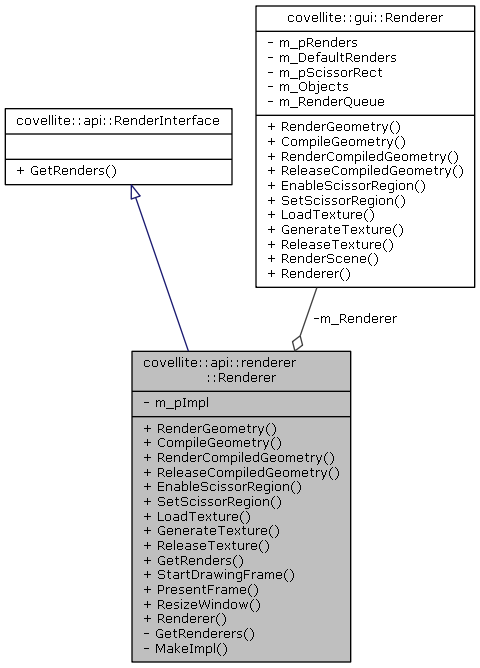 covellite::gui::Renderer
- m_pRenders
- m_DefaultRenders
- m_pScissorRect
- m_Objects
- m_RenderQueue
+ RenderGeometry()
+ CompileGeometry()
+ RenderCompiledGeometry()
+ ReleaseCompiledGeometry()
+ EnableScissorRegion()
+ SetScissorRegion()
+ LoadTexture()
+ GenerateTexture()
+ ReleaseTexture()
+ RenderScene()
+ Renderer()
covellite::api::RenderInterface
+ GetRenders()
-m_Renderer
covellite::api::renderer
::Renderer
- m_pImpl
+ RenderGeometry()
+ CompileGeometry()
+ RenderCompiledGeometry()
+ ReleaseCompiledGeometry()
+ EnableScissorRegion()
+ SetScissorRegion()
+ LoadTexture()
+ GenerateTexture()
+ ReleaseTexture()
+ GetRenders()
+ StartDrawingFrame()
+ PresentFrame()
+ ResizeWindow()
+ Renderer()
- GetRenderers()
- MakeImpl()